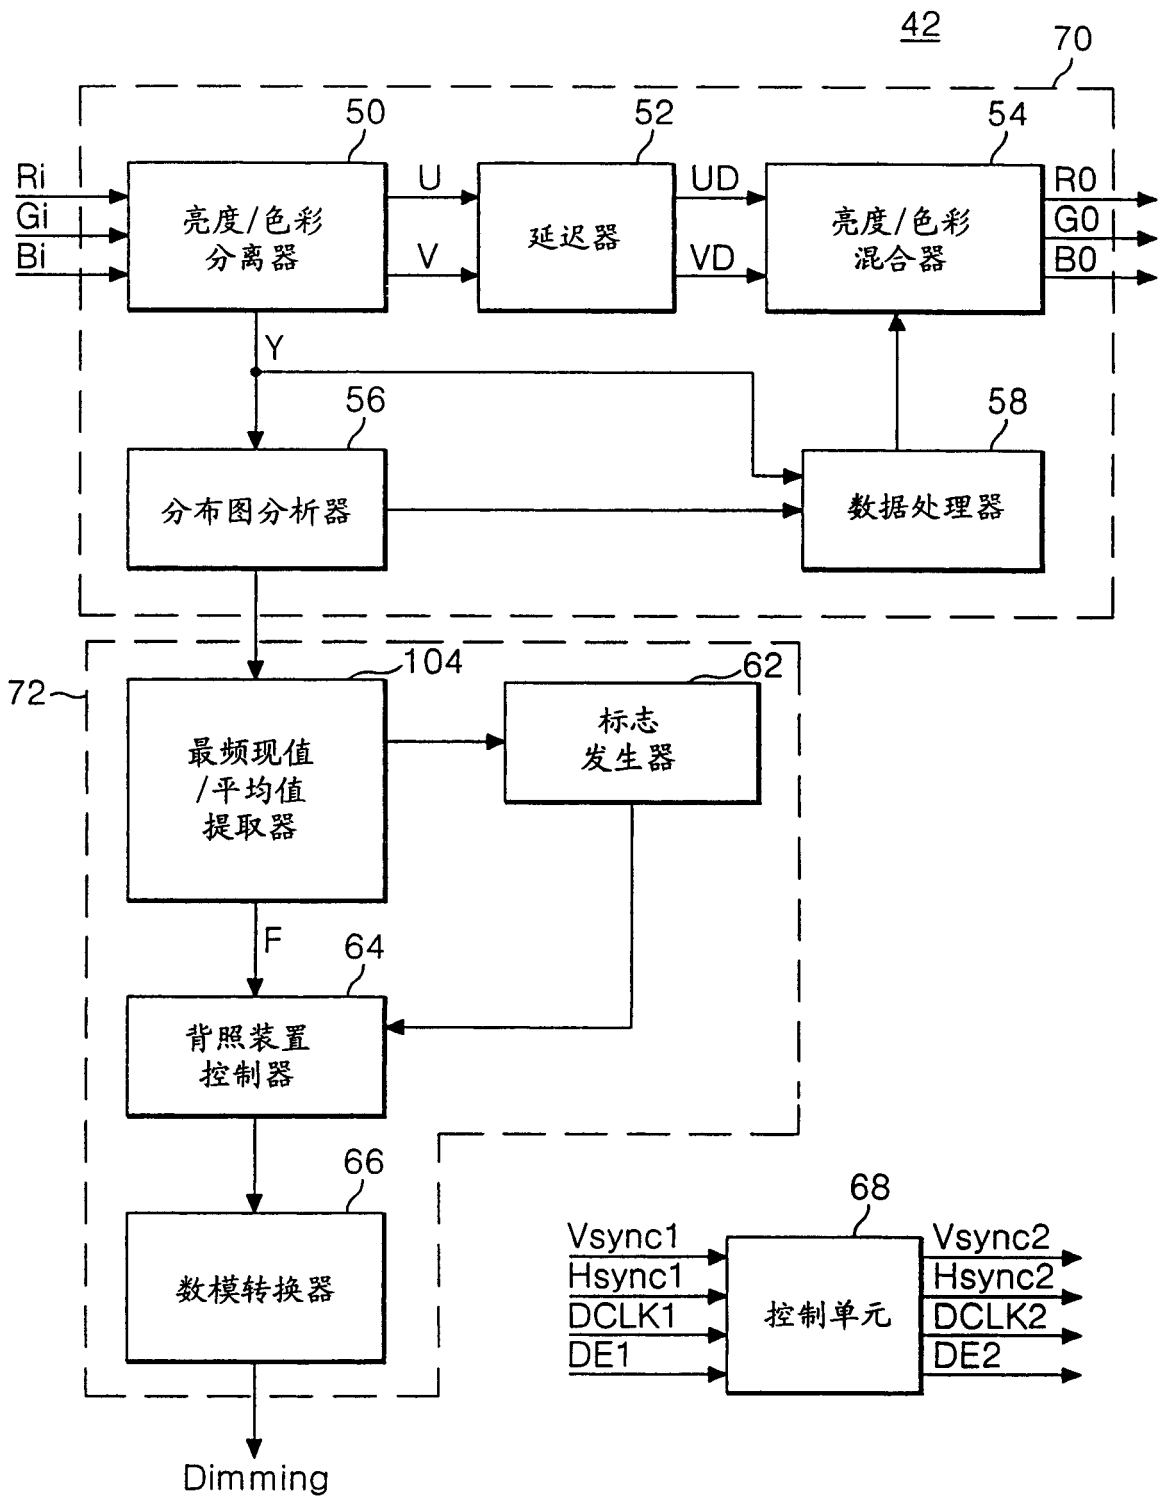 42
70
50
52
54
Ri
Gi
Bi
亮度/色彩
分离器
U
V
延迟器
UD
VD
亮度/色彩
混合器
R0
G0
B0
Y
56
58
分布图分析器
数据处理器
72
104
62
最频现值
/平均值
提取器
标志
发生器
F
64
背照装置
控制器
66
数模转换器
Dimming
68
Vsync1
Hsync1
DCLK1
DE1
控制单元
Vsync2
Hsync2
DCLK2
DE2